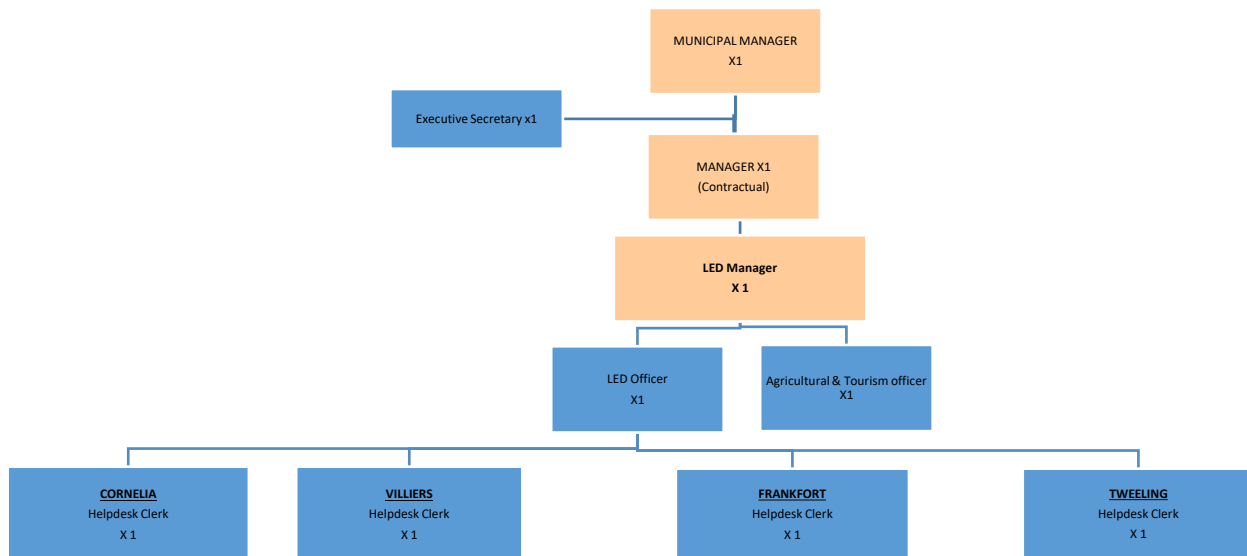 MUNICIPAL MANAGER
X1
Executive Secretary x1
MANAGER X1
(Contractual)
LED Manager
X 1
LED Officer
X1
Agricultural & Tourism officer
X1
CORNELIA
Helpdesk Clerk
X 1
VILLIERS
Helpdesk Clerk
X 1
FRANKFORT
Helpdesk Clerk
X 1
TWEELING
Helpdesk Clerk
X 1